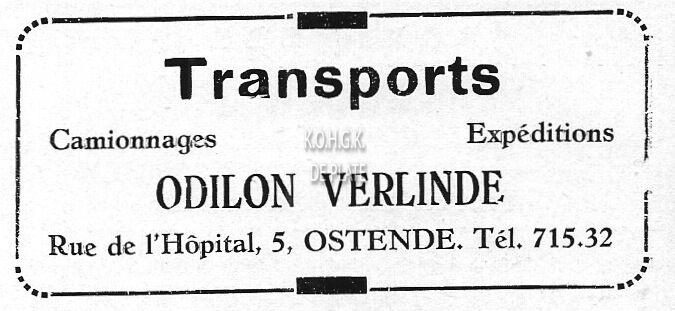 Transports
Camionnages Expéditions
K.O.H.G.K.
DE PLATE
ODILON VERLINDE
Rue de l'Hôpital, 5, OSTENDE. Tél. 715.32